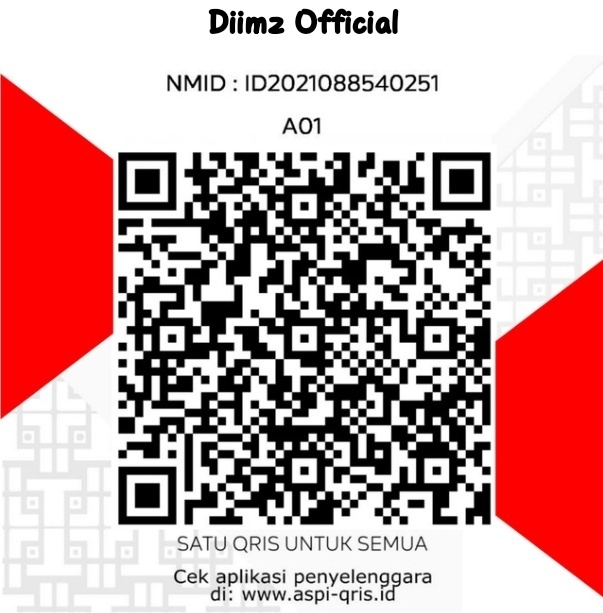 Diimz Official
NMID : ID2021088540251
A01
SATU QRIS UNTUK SEMUA
Cek aplikasi penyelenggara
di: www.aspi-qris.id